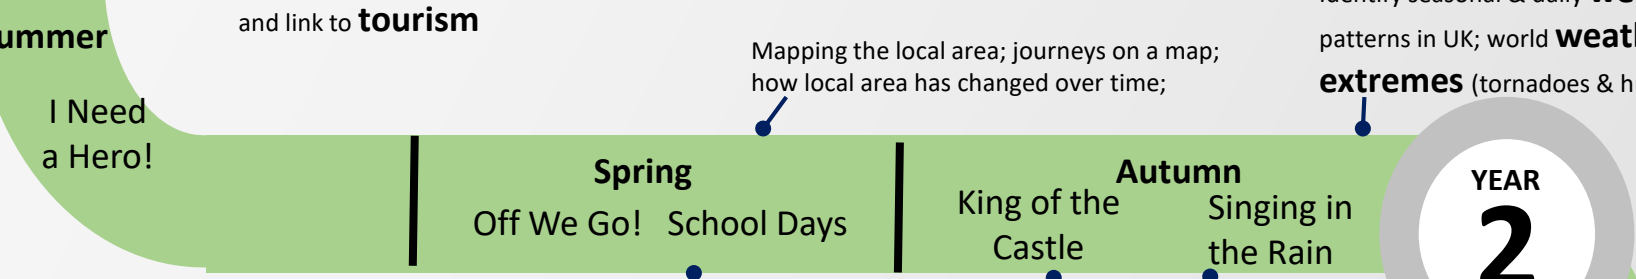 and link to tourism
Mapping the local area; journeys on a map;
how local area has changed over time;
patterns in UK; world
extremes (tornadoes &
I Need
a Hero!
Spring
Off We Go! School Days
Autumn
King of the
Castle
Singing in
the Rain
YEAR
2